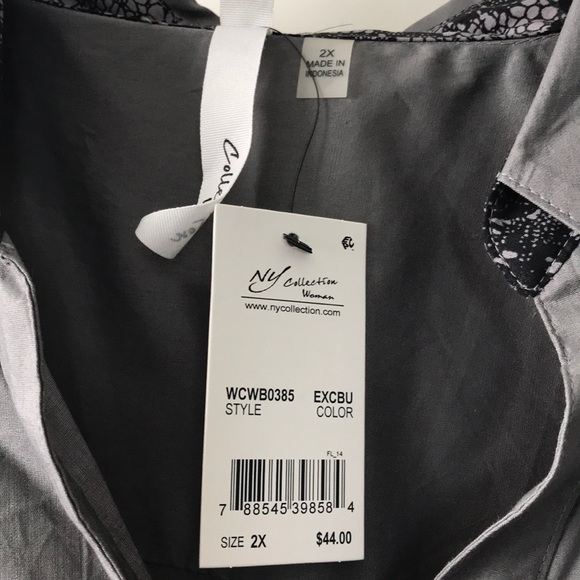 2X
MADE IN
INDONESIA
NY Collection
Woman
www.nycollection.com
WCWB0385 EXCBU
STYLE COLOR
FL_14
7 88545 39858 4
SIZE 2X $44.00